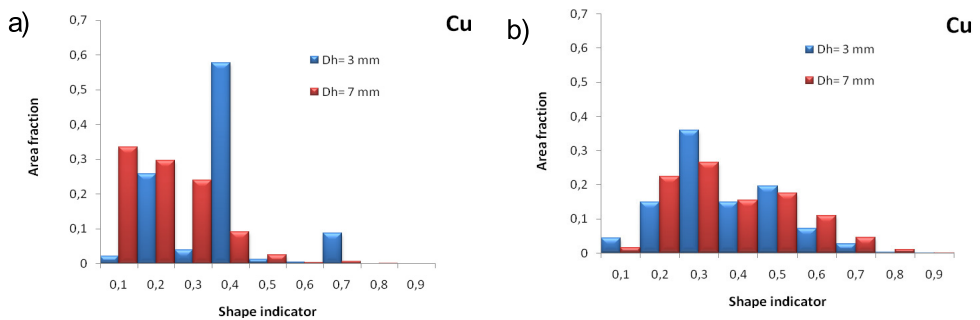 a)
Cu
0,7
0,6
0,5
0,4
0,3
0,2
0,1
0
Area fraction
Dh= 3 mm
Dh= 7 mm
0,1 0,2 0,3 0,4 0,5 0,6 0,7 0,8 0,9
Shape indicator
b)
Cu
0,7
0,6
0,5
0,4
0,3
0,2
0,1
0
Area fraction
Dh= 3 mm
Dh= 7 mm
0,1 0,2 0,3 0,4 0,5 0,6 0,7 0,8 0,9
Shape indicator